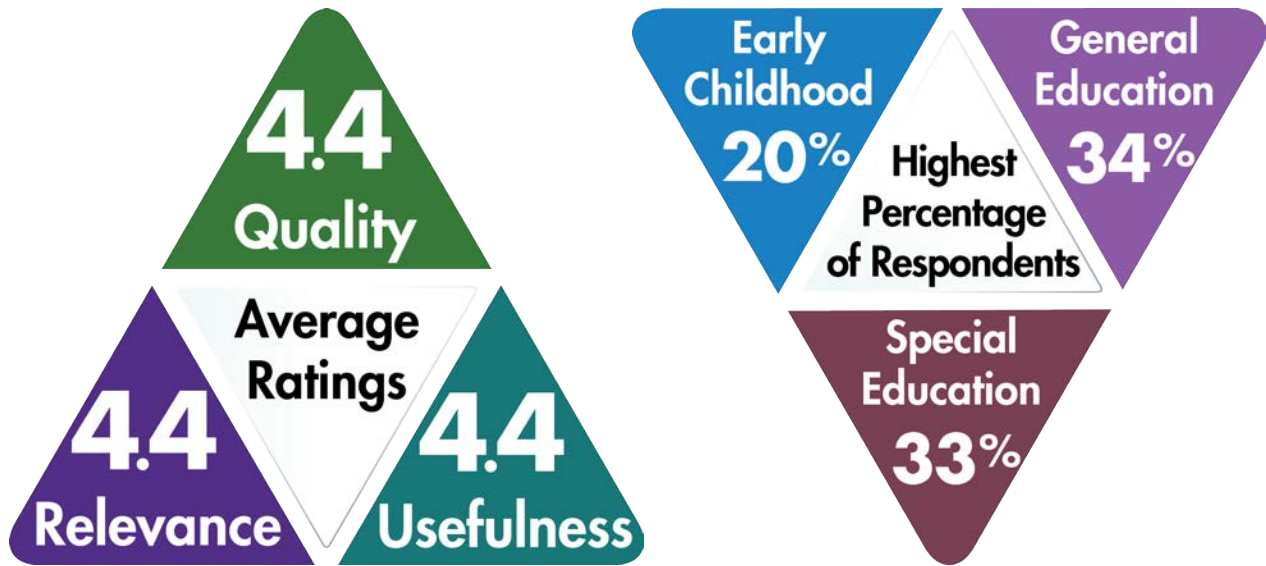 4.4
Quality
Average
Ratings
4.4
Relevance
4.4
Usefulness
Early
Childhood
20%
General
Education
34%
Highest
Percentage
of Respondents
Special
Education
33%